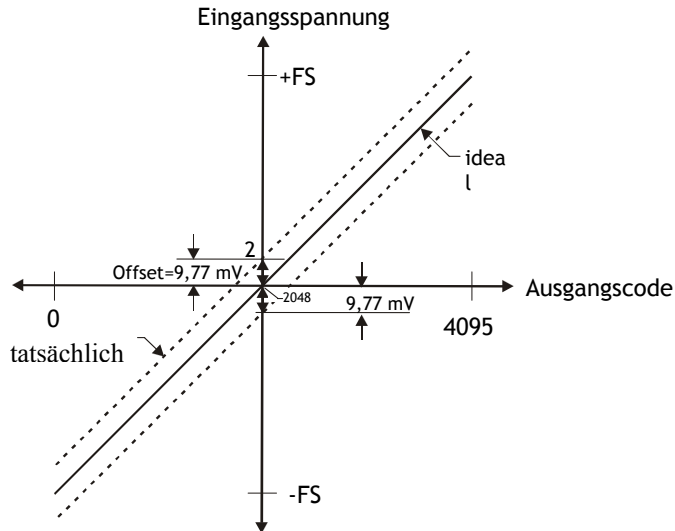 Eingangsspannung
+FS
idea
l
2
Offset=9,77 mV
2048
9,77 mV
Ausgangscode
0
4095
tatsächlich
-FS